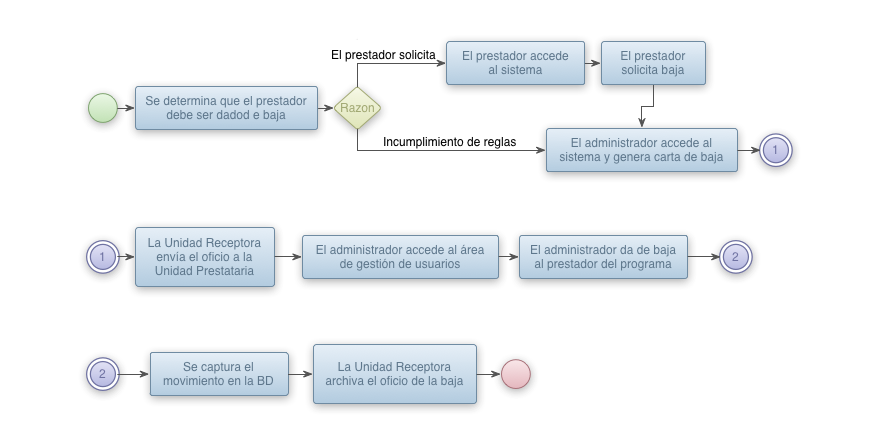 El prestador solicita
El prestador accede
al sistema
El prestador
solicita baja
Se determina que el prestador
debe ser dadod e baja
Razon
Incumplimiento de reglas
El administrador accede al
sistema y genera carta de baja
1
1
La Unidad Receptora
envía el oficio a la
Unidad Prestataria
El administrador accede al área
de gestión de usuarios
El administrador da de baja
al prestador del programa
2
2
Se captura el
movimiento en la BD
La Unidad Receptora
archiva el oficio de la baja